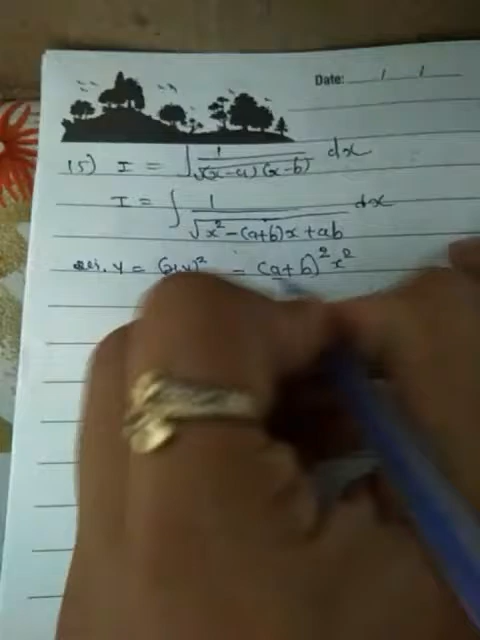 Date: / /
15) I = ∫ 1/√(x-a)(x-b) dx
I = ∫ 1/√x²-(a+b)x+ab dx
= - (a+b)² x²